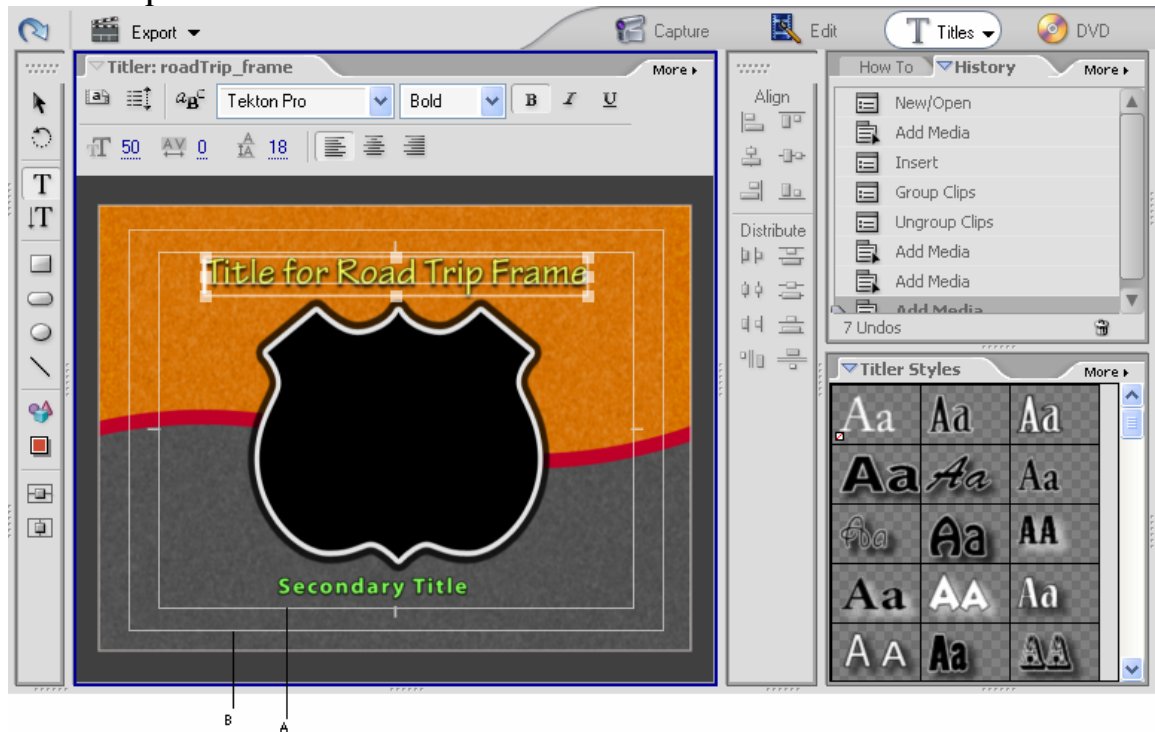 Export
Capture
Edit
T Titles
DVD
Titler: roadTrip_frame
More
Tekton Pro
Bold
B I U
50
AV 0
18
T
T
Title for Road Trip Frame
Secondary Title
Align
Distribute
How To
History
More
New/Open
Add Media
Insert
Group Clips
Ungroup Clips
Add Media
Add Media
Add Media
7 Undos
Titler Styles
More
Aa Aa Aa
Aa Aa Aa
Aa Aa AA
Aa AA Aa
AA Aa AA
B
A